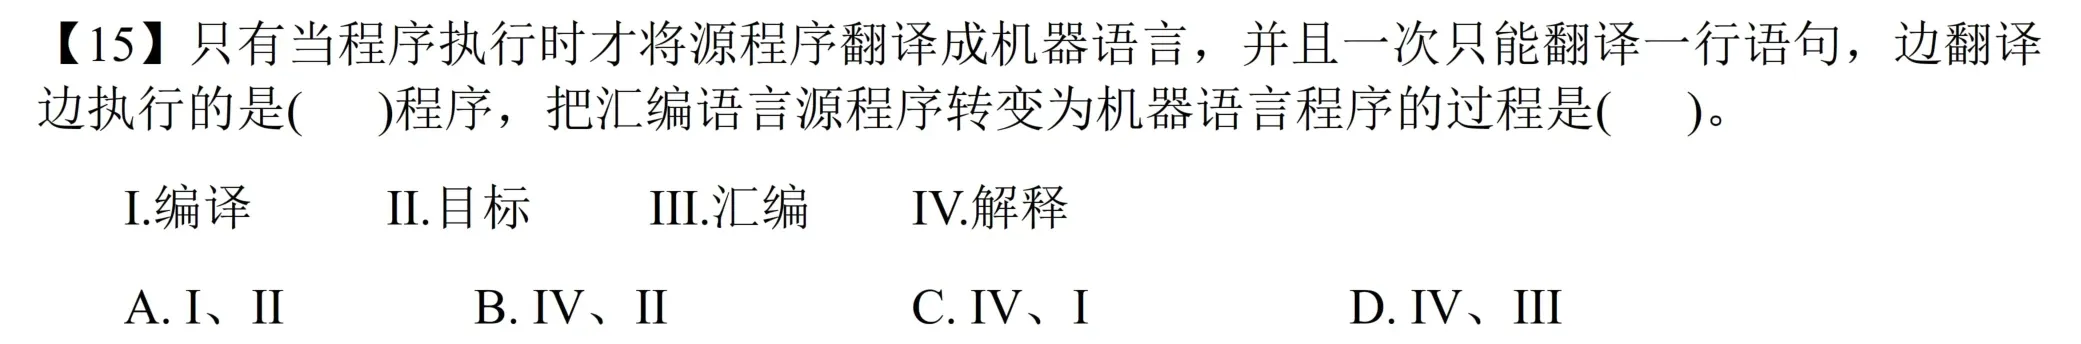 【15】只有当程序执行时才将源程序翻译成机器语言，并且一次只能翻译一行语句，边翻译
边执行的是(    )程序，把汇编语言源程序转变为机器语言程序的过程是(    )。
I.编译    II.目标    III.汇编    IV.解释
A. I、II    B. IV、II    C. IV、I    D. IV、III